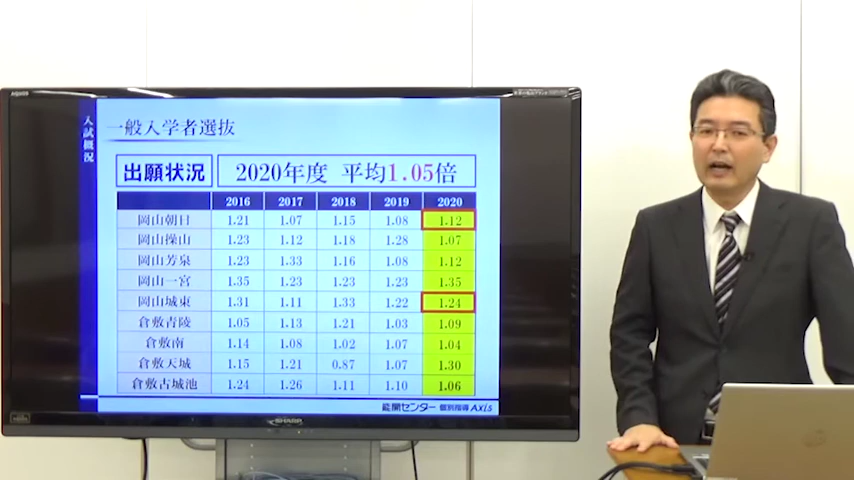 入試概況
一般入学者選抜
出願状況 2020年度 平均1.05倍
2016 2017 2018 2019 2020
岡山朝日 1.21 1.07 1.15 1.08 1.12
岡山操山 1.23 1.12 1.18 1.28 1.07
岡山芳泉 1.23 1.33 1.16 1.08 1.12
岡山一宮 1.35 1.23 1.23 1.23 1.35
岡山城東 1.31 1.11 1.33 1.22 1.24
倉敷青陵 1.05 1.13 1.21 1.03 1.09
倉敷南 1.14 1.08 1.02 1.07 1.04
倉敷天城 1.15 1.21 0.87 1.07 1.30
倉敷古城池 1.24 1.26 1.11 1.10 1.06
能開センター 個別指導 AXiS
SHARP